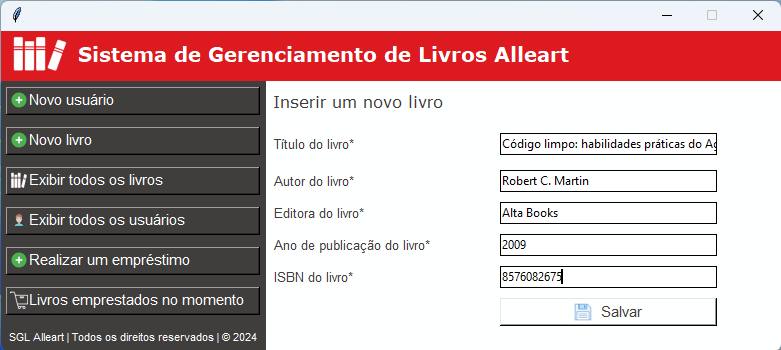 Sistema de Gerenciamento de Livros Alleart
Novo usuário
Novo livro
Exibir todos os livros
Exibir todos os usuários
Realizar um empréstimo
Livros emprestados no momento
SGL Alleart | Todos os direitos reservados | © 2024
Inserir um novo livro
Título do livro* Código limpo: habilidades práticas do Ag
Autor do livro* Robert C. Martin
Editora do livro* Alta Books
Ano de publicação do livro* 2009
ISBN do livro* 8576082675
Salvar